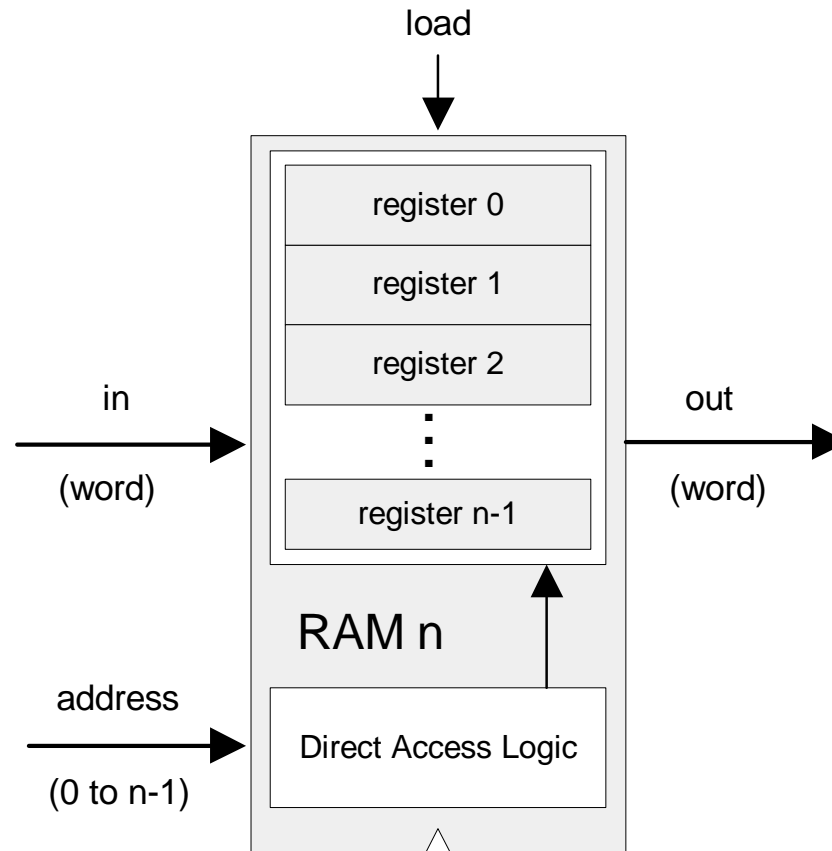 load
register 0
register 1
register 2
in
out
(word)
(word)
register n-1
RAM n
address
Direct Access Logic
(0 to n-1)